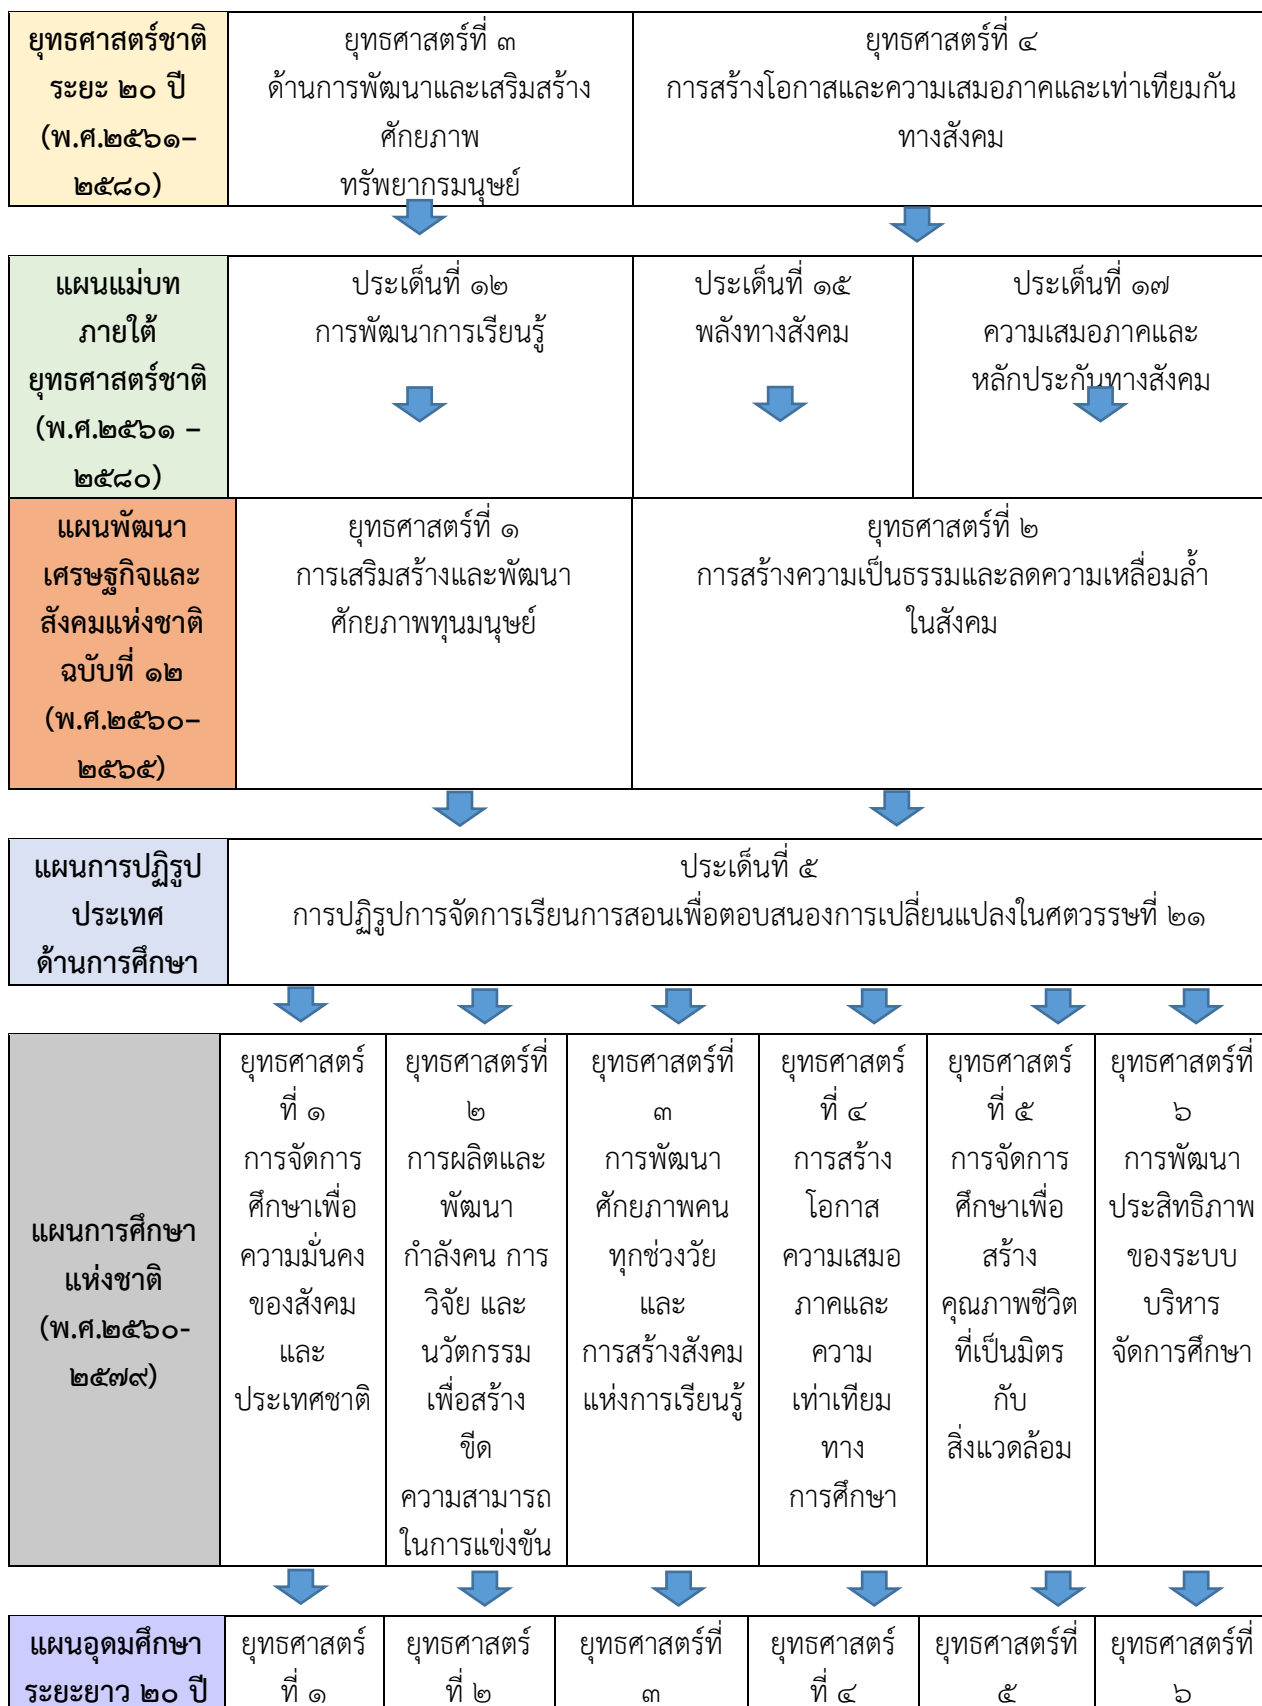 ยุทธศาสตร์ชาติ
ระยะ ๒๐ ปี
(พ.ศ.๒๕๖๑–
๒๕๘๐)
ยุทธศาสตร์ที่ ๓
ด้านการพัฒนาและเสริมสร้าง
ศักยภาพ
ทรัพยากรมนุษย์
ยุทธศาสตร์ที่ ๔
การสร้างโอกาสและความเสมอภาคและเท่าเทียมกัน
ทางสังคม
แผนแม่บท
ภายใต้
ยุทธศาสตร์ชาติ
(พ.ศ.๒๕๖๑ –
๒๕๘๐)
ประเด็นที่ ๑๒
การพัฒนาการเรียนรู้
ประเด็นที่ ๑๕
พลังทางสังคม
ประเด็นที่ ๑๗
ความเสมอภาคและ
หลักประกันทางสังคม
แผนพัฒนา
เศรษฐกิจและ
สังคมแห่งชาติ
ฉบับที่ ๑๒
(พ.ศ.๒๕๖๐–
๒๕๖๕)
ยุทธศาสตร์ที่ ๑
การเสริมสร้างและพัฒนา
ศักยภาพทุนมนุษย์
ยุทธศาสตร์ที่ ๒
การสร้างความเป็นธรรมและลดความเหลื่อมล้ำ
ในสังคม
แผนการปฏิรูป
ประเทศ
ด้านการศึกษา
ประเด็นที่ ๕
การปฏิรูปการจัดการเรียนการสอนเพื่อตอบสนองการเปลี่ยนแปลงในศตวรรษที่ ๒๑
แผนการศึกษา
แห่งชาติ
(พ.ศ.๒๕๖๐-
๒๕๗๙)
ยุทธศาสตร์
ที่ ๑
การจัดการ
ศึกษาเพื่อ
ความมั่นคง
ของสังคม
และ
ประเทศชาติ
ยุทธศาสตร์ที่
๒
การผลิตและ
พัฒนา
กำลังคน การ
วิจัย และ
นวัตกรรม
เพื่อสร้าง
ขีด
ความสามารถ
ในการแข่งขัน
ยุทธศาสตร์ที่
๓
การพัฒนา
ศักยภาพคน
ทุกช่วงวัย
และ
การสร้างสังคม
แห่งการเรียนรู้
ยุทธศาสตร์
ที่ ๔
การสร้าง
โอกาส
ความเสมอ
ภาคและ
ความ
เท่าเทียม
ทาง
การศึกษา
ยุทธศาสตร์
ที่ ๕
การจัดการ
ศึกษาเพื่อ
สร้าง
คุณภาพชีวิต
ที่เป็นมิตร
กับ
สิ่งแวดล้อม
ยุทธศาสตร์ที่
๖
การพัฒนา
ประสิทธิภาพ
ของระบบ
บริหาร
จัดการศึกษา
แผนอุดมศึกษา
ระยะยาว ๒๐ ปี
ยุทธศาสตร์
ที่ ๑
ยุทธศาสตร์
ที่ ๒
ยุทธศาสตร์ที่
๓
ยุทธศาสตร์
ที่ ๔
ยุทธศาสตร์ที่
๕
ยุทธศาสตร์ที่
๖